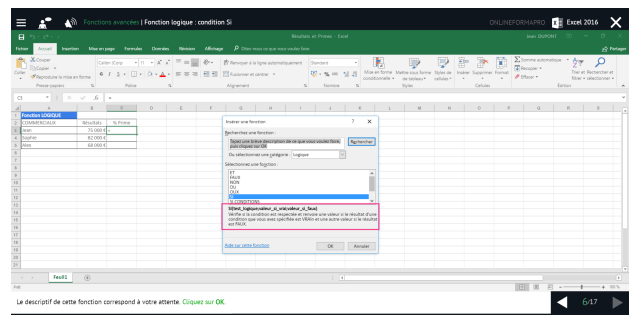 Fonctions avancées | Fonction logique : condition Si
ONLINEFORMAPRO
Excel 2016
Résultats et Primes - Excel
Jean DUPONT
Fichier Accueil Insertion Mise en page Formules Données Révision Affichage Dites-nous ce que vous voulez faire
Partager
Couper
Copier
Reproduire la mise en forme
Coller
Calibri (Corp
11
Renvoyer à la ligne automatiquement
Fusionner et centrer
Standard
Mise en forme conditionnelle
Mettre sous forme de tableau
Styles de cellules
Insérer Supprimer Format
Somme automatique
Remplissage
Effacer
Trier et filtrer
Rechercher et sélectionner
Presse-papiers Police Alignement Nombre Styles Cellules Édition
C3
=
A B C D E F G H I J K L M N O P Q R
Fonction LOGIQUE
COMMERCIAUX Résultats % Prime
Jean 75 000 € =
Sophie 82 000 €
Alex 68 000 €
Insérer une fonction ? X
Recherchez une fonction :
Tapez une brève description de ce que vous voulez faire, puis cliquez sur OK
Rechercher
Ou sélectionnez une catégorie : Logique
Sélectionnez une fonction :
ET
FAUX
NON
OU
OUX
SI
SI.CONDITIONS
SI(test_logique;valeur_si_vrai;valeur_si_faux)
Vérifie si la condition est respectée et renvoie une valeur si le résultat d'une
condition que vous avez spécifiée est VRAI et une autre valeur si le résultat
est FAUX.
Aide sur cette fonction
OK
Annuler
Feuil1
Le descriptif de cette fonction correspond à votre attente. Cliquez sur OK.
6/17